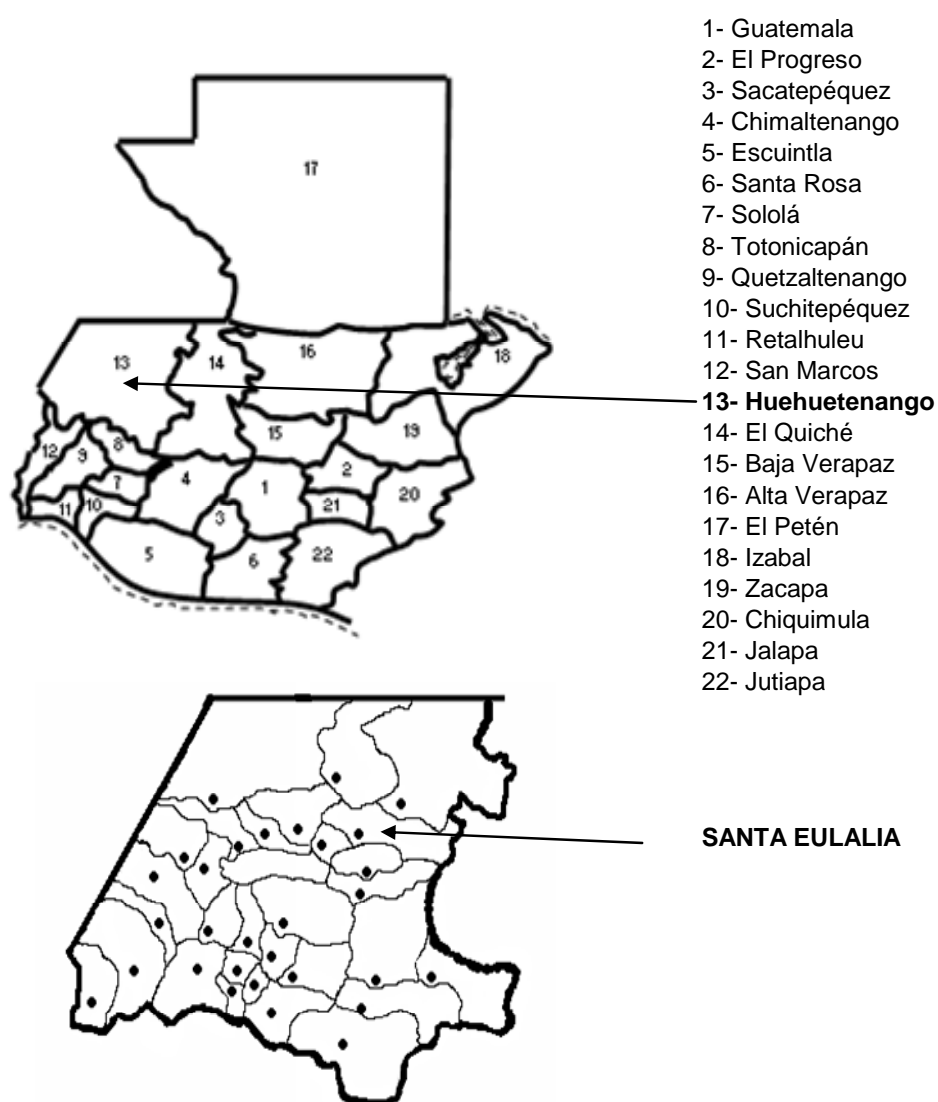 1- Guatemala
2- El Progreso
3- Sacatepéquez
4- Chimaltenango
5- Escuintla
6- Santa Rosa
7- Sololá
8- Totonicapán
9- Quetzaltenango
10- Suchitepéquez
11- Retalhuleu
12- San Marcos
13- Huehuetenango
14- El Quiché
15- Baja Verapaz
16- Alta Verapaz
17- El Petén
18- Izabal
19- Zacapa
20- Chiquimula
21- Jalapa
22- Jutiapa
17
16
18
13
14
15
19
12
9
8
7
4
1
2
20
11
10
3
21
5
6
22
SANTA EULALIA